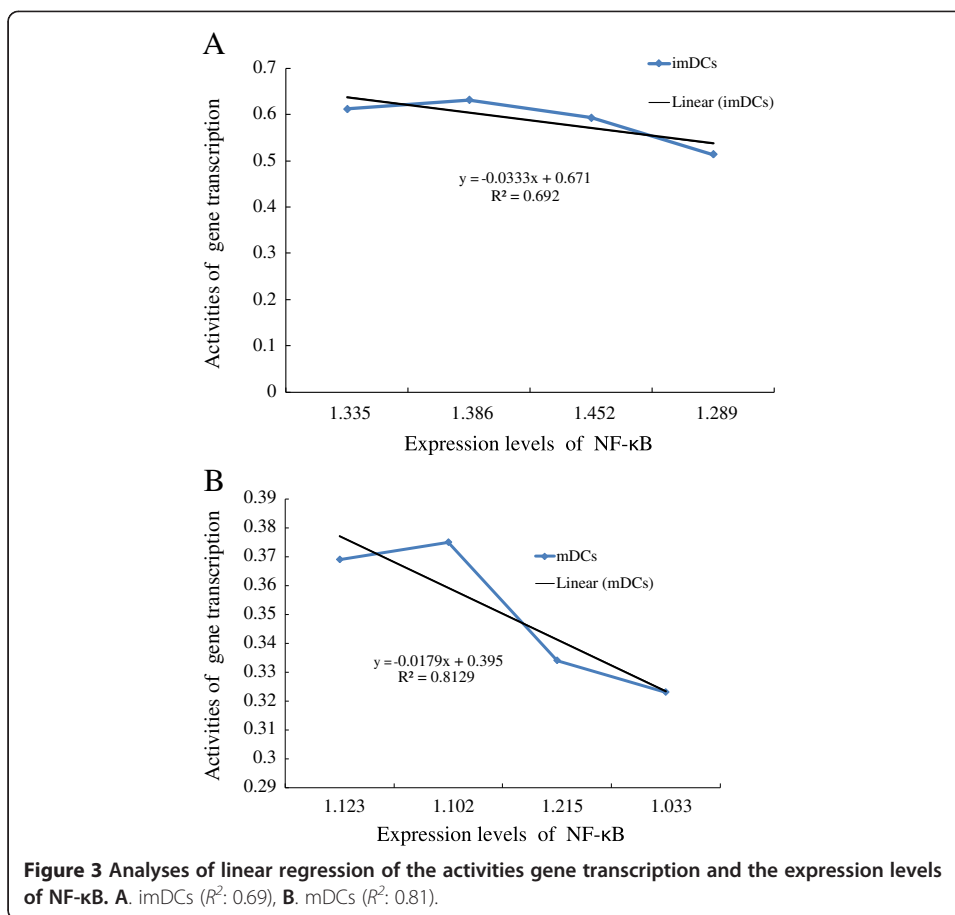 A
imDCs
Linear (imDCs)
0.7
0.6
0.5
0.4
0.3
0.2
0.1
0
Activities of gene transcription
y = -0.0333x + 0.671
R² = 0.692
1.335 1.386 1.452 1.289
Expression levels of NF-κB
B
mDCs
Linear (mDCs)
0.39
0.38
0.37
0.36
0.35
0.34
0.33
0.32
0.31
0.3
0.29
Activities of gene transcription
y = -0.0179x + 0.395
R² = 0.8129
1.123 1.102 1.215 1.033
Expression levels of NF-κB
Figure 3 Analyses of linear regression of the activities gene transcription and the expression levels
of NF-κB. A. imDCs (R²: 0.69), B. mDCs (R²: 0.81).